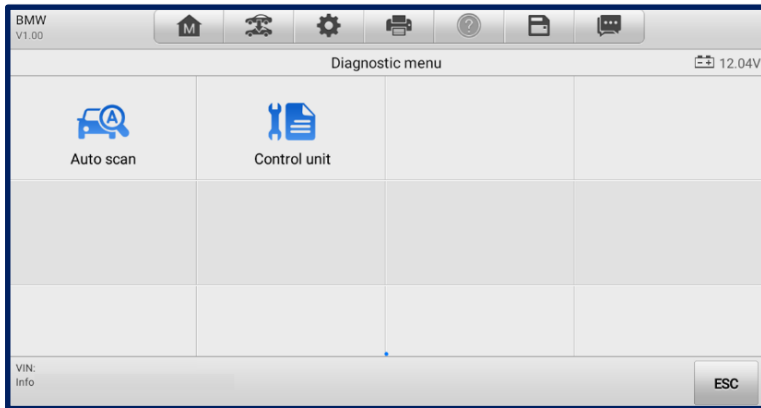 BMW
V1.00
M
?
Diagnostic menu
12.04V
A
Auto scan
Control unit
VIN:
Info
ESC